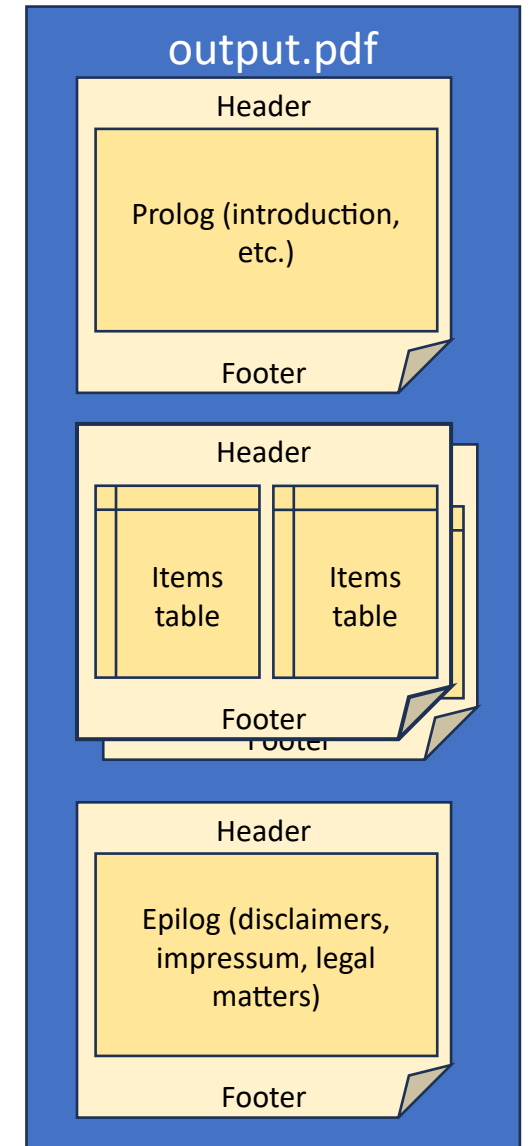 output.pdf
Header
Prolog (introduction,
etc.)
Footer
Header
Items
table
Items
table
Footer
Footer
Header
Epilog (disclaimers,
impressum, legal
matters)
Footer